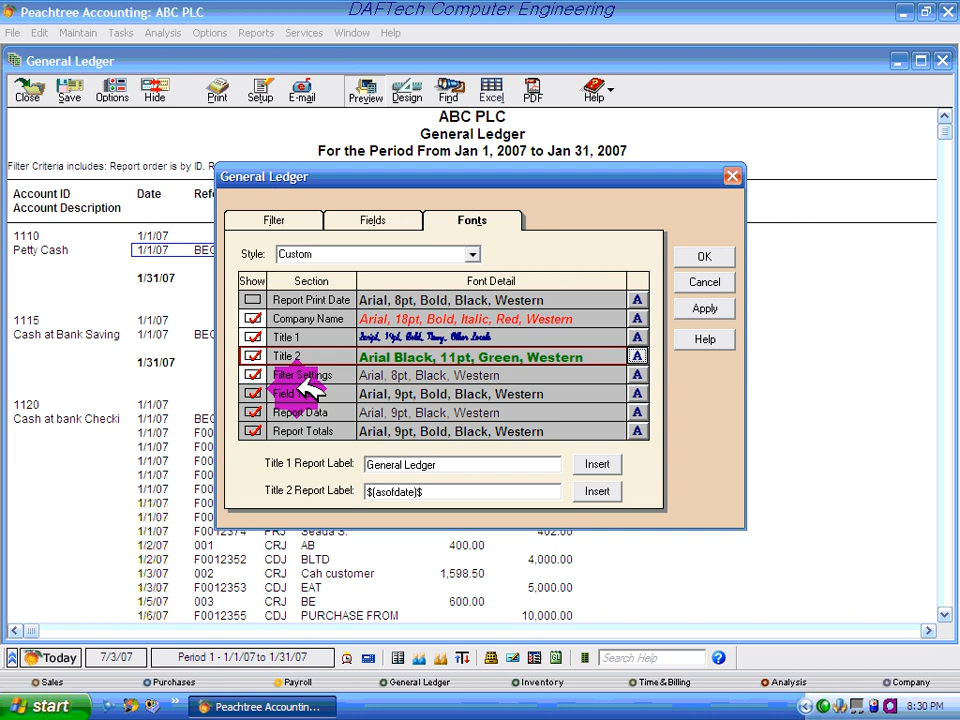 Peachtree Accounting: ABC PLC
DAFTech Computer Engineering
File Edit Maintain Tasks Analysis Options Reports Services Window Help
General Ledger
Close Save Options Hide Print Setup E-mail Preview Design Find Excel PDF Help
ABC PLC
General Ledger
For the Period From Jan 1, 2007 to Jan 31, 2007
Filter Criteria includes: Report order is by ID.
General Ledger
Account ID Date
Account Description
Filter Fields Fonts
1110 1/1/07
Petty Cash 1/1/07
1/31/07
1115 1/1/07
Cash at Bank Saving 1/1/07
1/31/07
1120 1/1/07
Cash at bank Checki 1/1/07
Style: Custom
OK
Cancel
Apply
Help
Show Section Font Detail
Report Print Date Arial, 8pt, Bold, Black, Western A
Company Name Arial, 18pt, Bold, Italic, Red, Western A
Title 1 A
Title 2 Arial Black, 11pt, Green, Western A
Filter Settings Arial, 8pt, Black, Western A
Field Arial, 9pt, Bold, Black, Western A
Report Data Arial, 9pt, Black, Western A
Report Totals Arial, 9pt, Bold, Black, Western A
Title 1 Report Label: General Ledger Insert
Title 2 Report Label: $(asofdate)$ Insert
1/1/07 F0012374 PRJ Seada S. 402.00
1/2/07 001 CRJ AB 400.00
1/2/07 F0012352 CDJ BLTD 4,000.00
1/3/07 002 CRJ Cah customer 1,598.50
1/3/07 F0012353 CDJ EAT 5,000.00
1/5/07 003 CRJ BE 600.00
1/6/07 F0012355 CDJ PURCHASE FROM 10,000.00
Today 7/3/07 Period 1 - 1/1/07 to 1/31/07 Search Help
Sales Purchases Payroll General Ledger Inventory Time & Billing Analysis Company
start Peachtree Accountin... 8:30 PM